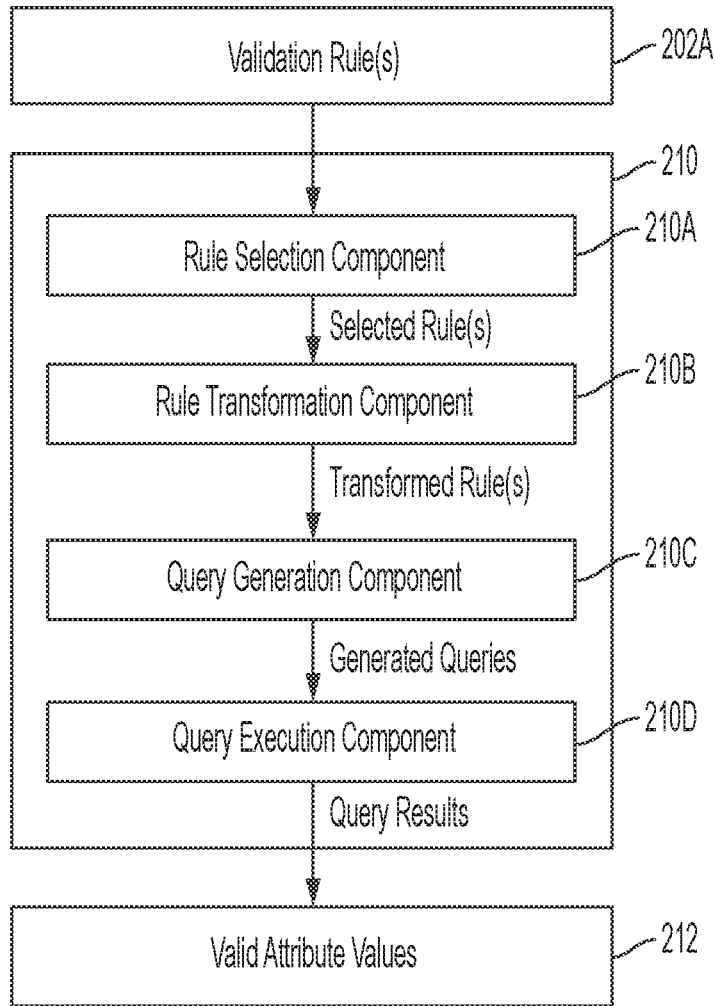 Validation Rule(s)
202A
210
210A
Rule Selection Component
Selected Rule(s)
210B
Rule Transformation Component
Transformed Rule(s)
210C
Query Generation Component
Generated Queries
210D
Query Execution Component
Query Results
Valid Attribute Values
212